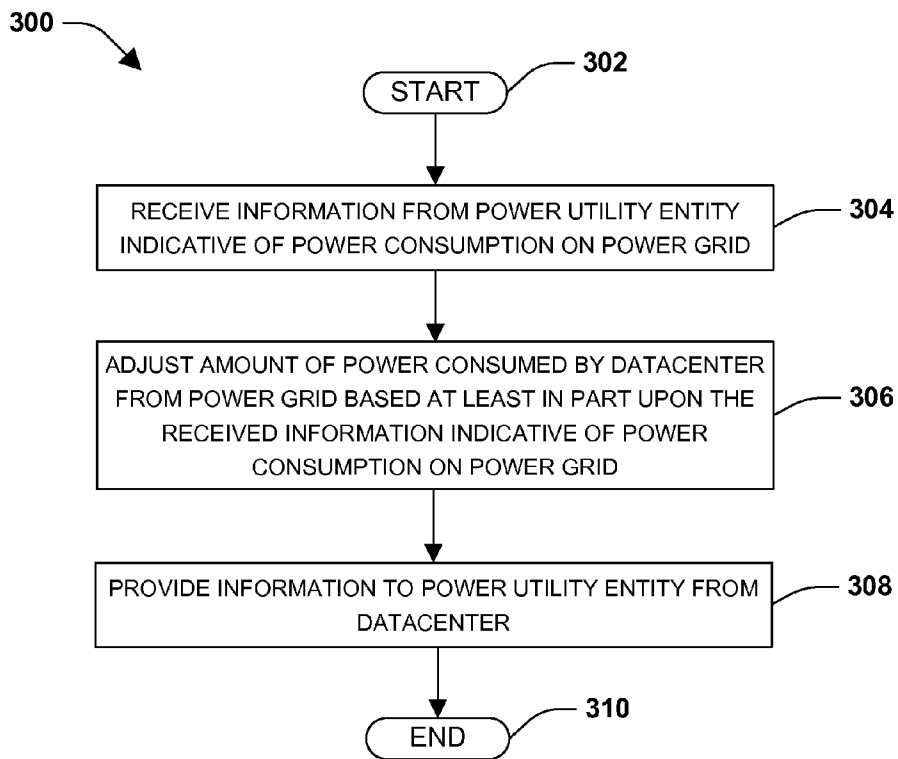 300
302
START
RECEIVE INFORMATION FROM POWER UTILITY ENTITY
INDICATIVE OF POWER CONSUMPTION ON POWER GRID
304
ADJUST AMOUNT OF POWER CONSUMED BY DATACENTER
FROM POWER GRID BASED AT LEAST IN PART UPON THE
RECEIVED INFORMATION INDICATIVE OF POWER
CONSUMPTION ON POWER GRID
306
PROVIDE INFORMATION TO POWER UTILITY ENTITY FROM
DATACENTER
308
END
310